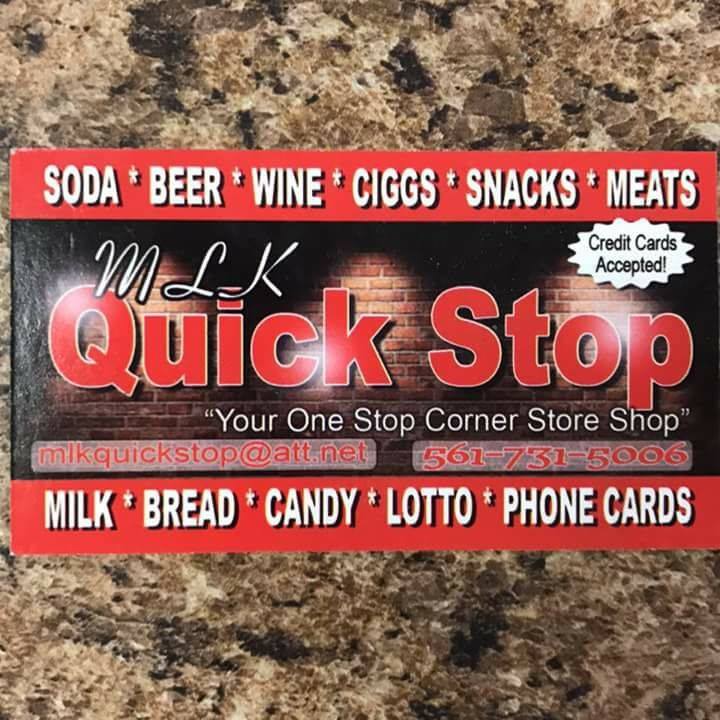 SODA * BEER * WINE * CIGGS * SNACKS * MEATS
Credit Cards
Accepted!
MLK
Quick Stop
"Your One Stop Corner Store Shop"
mlkquickstop@att.net 561-731-5006
MILK * BREAD * CANDY * LOTTO * PHONE CARDS